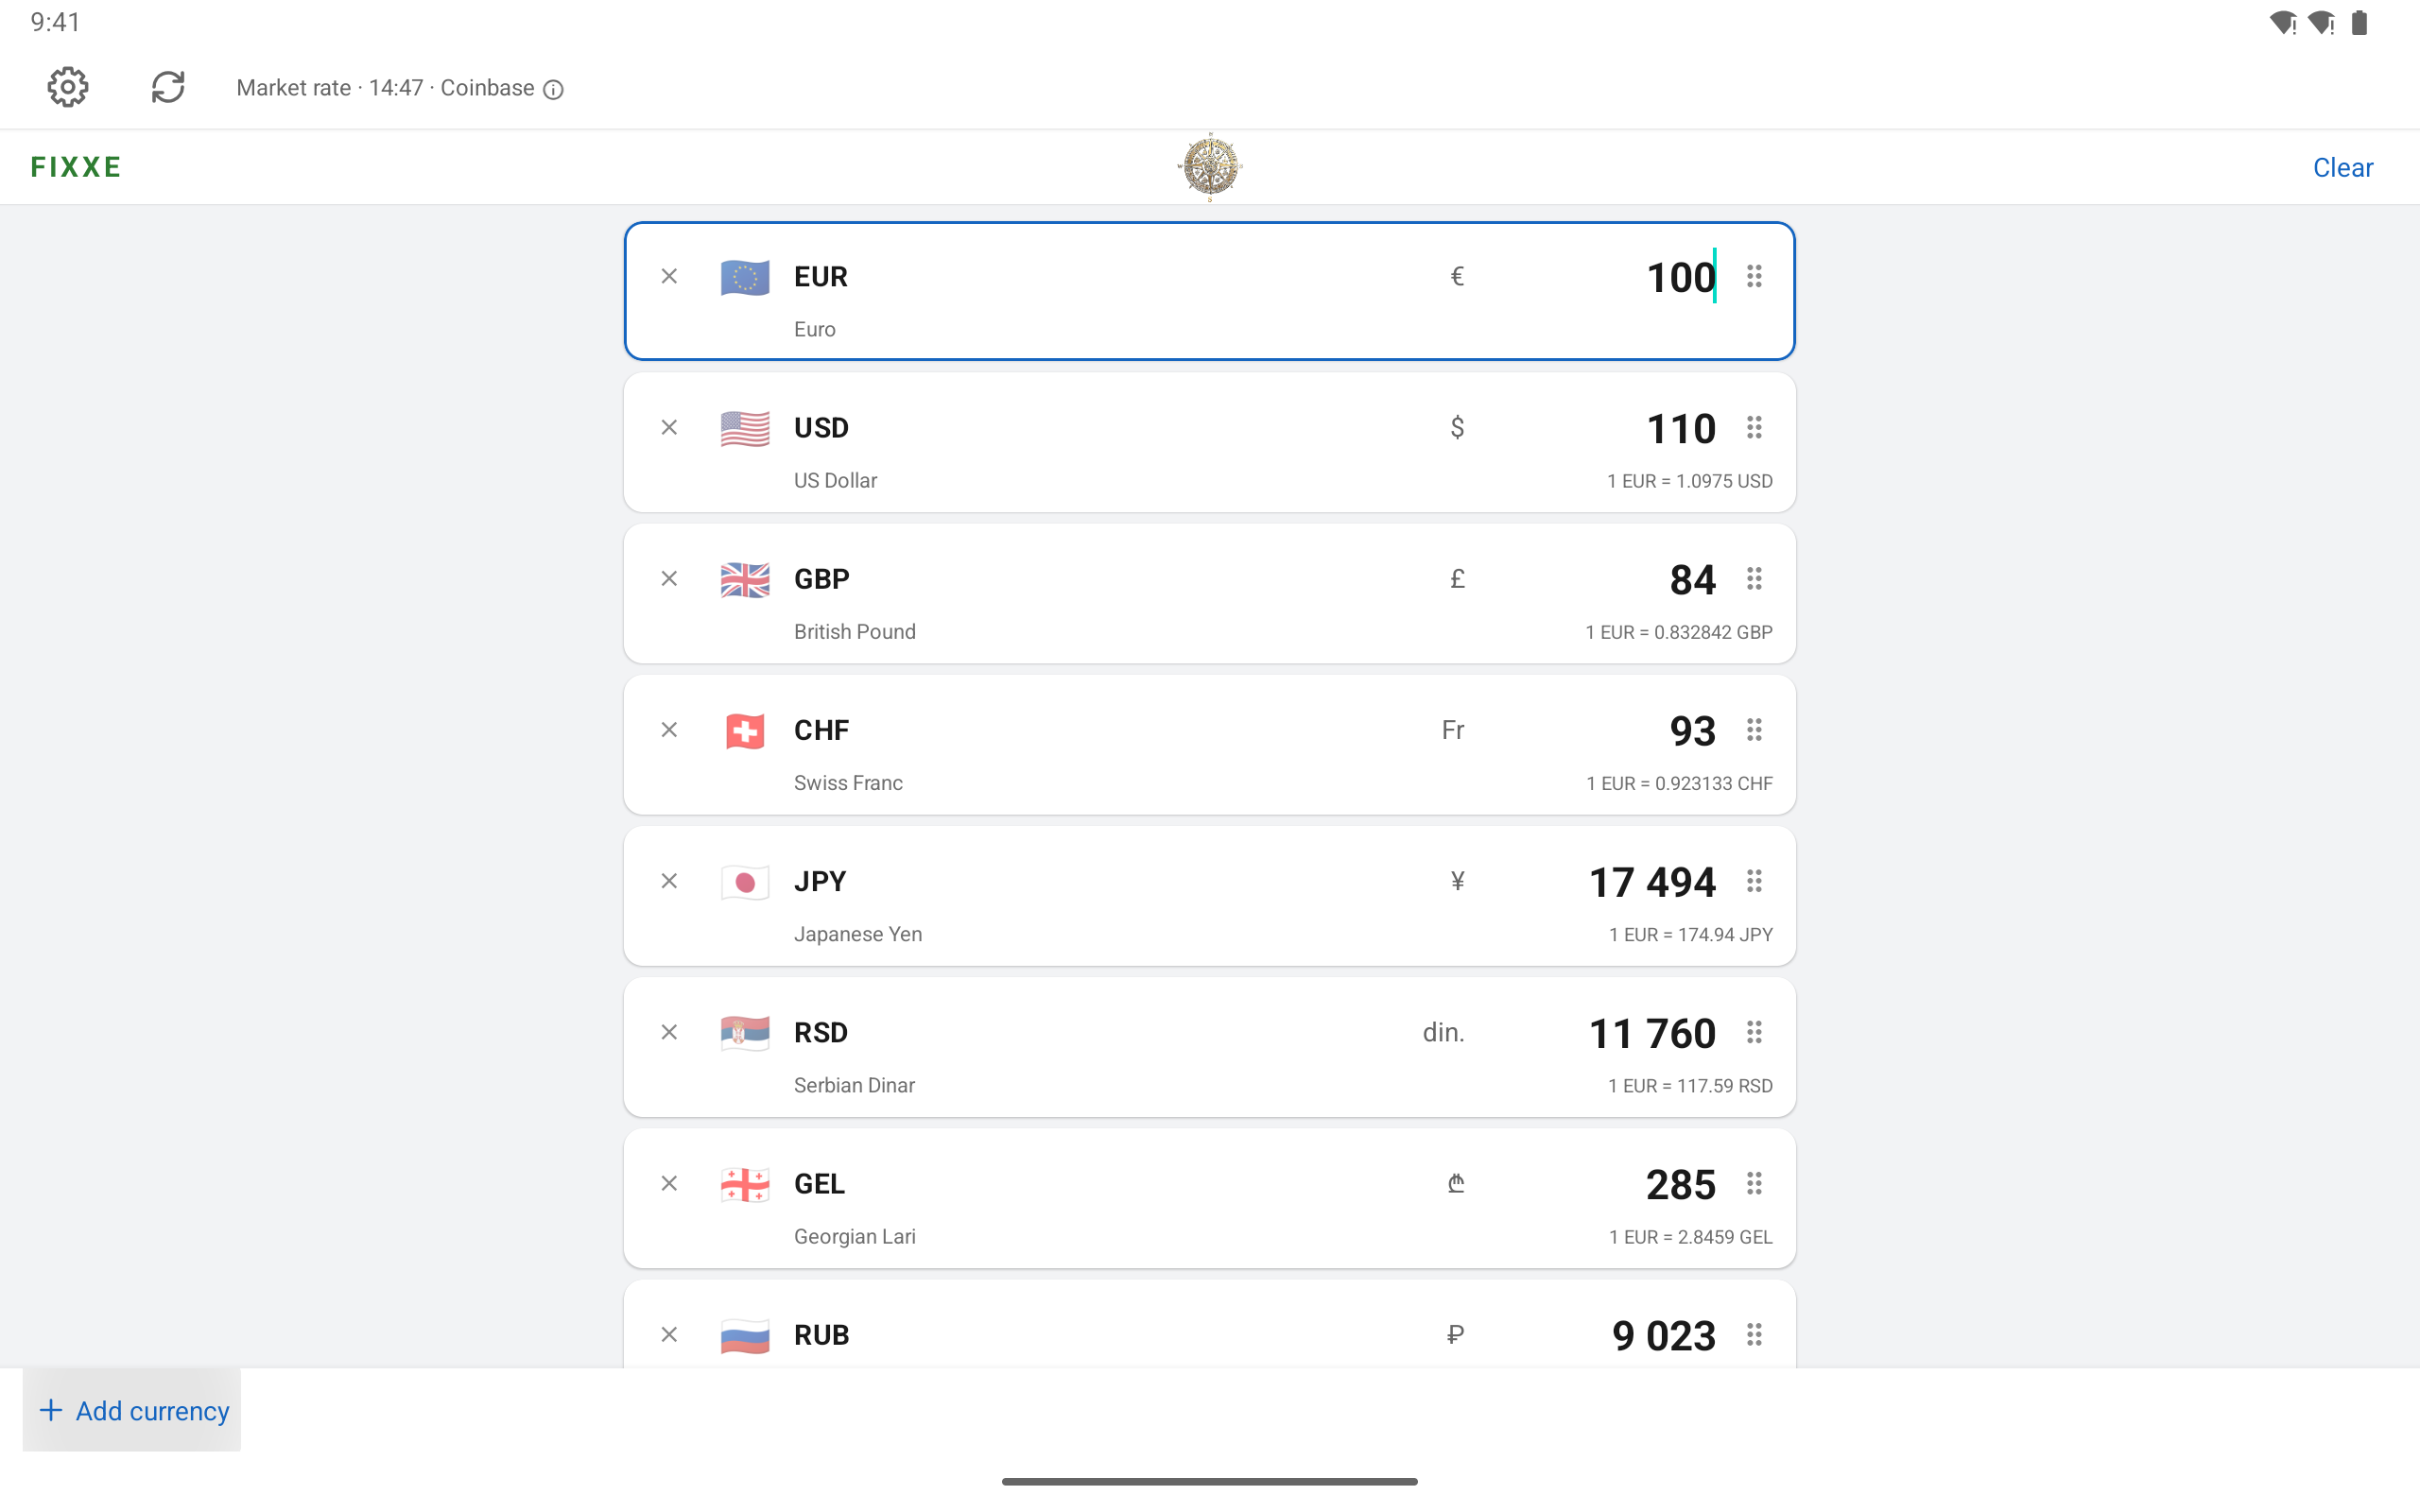 9:41
Market rate · 14:47 · Coinbase
FIXXE
Clear
EUR € 100
Euro
USD $ 110
US Dollar 1 EUR = 1.0975 USD
GBP £ 84
British Pound 1 EUR = 0.832842 GBP
CHF Fr 93
Swiss Franc 1 EUR = 0.923133 CHF
JPY ¥ 17 494
Japanese Yen 1 EUR = 174.94 JPY
RSD din. 11 760
Serbian Dinar 1 EUR = 117.59 RSD
GEL ₾ 285
Georgian Lari 1 EUR = 2.8459 GEL
RUB ₽ 9 023
+ Add currency